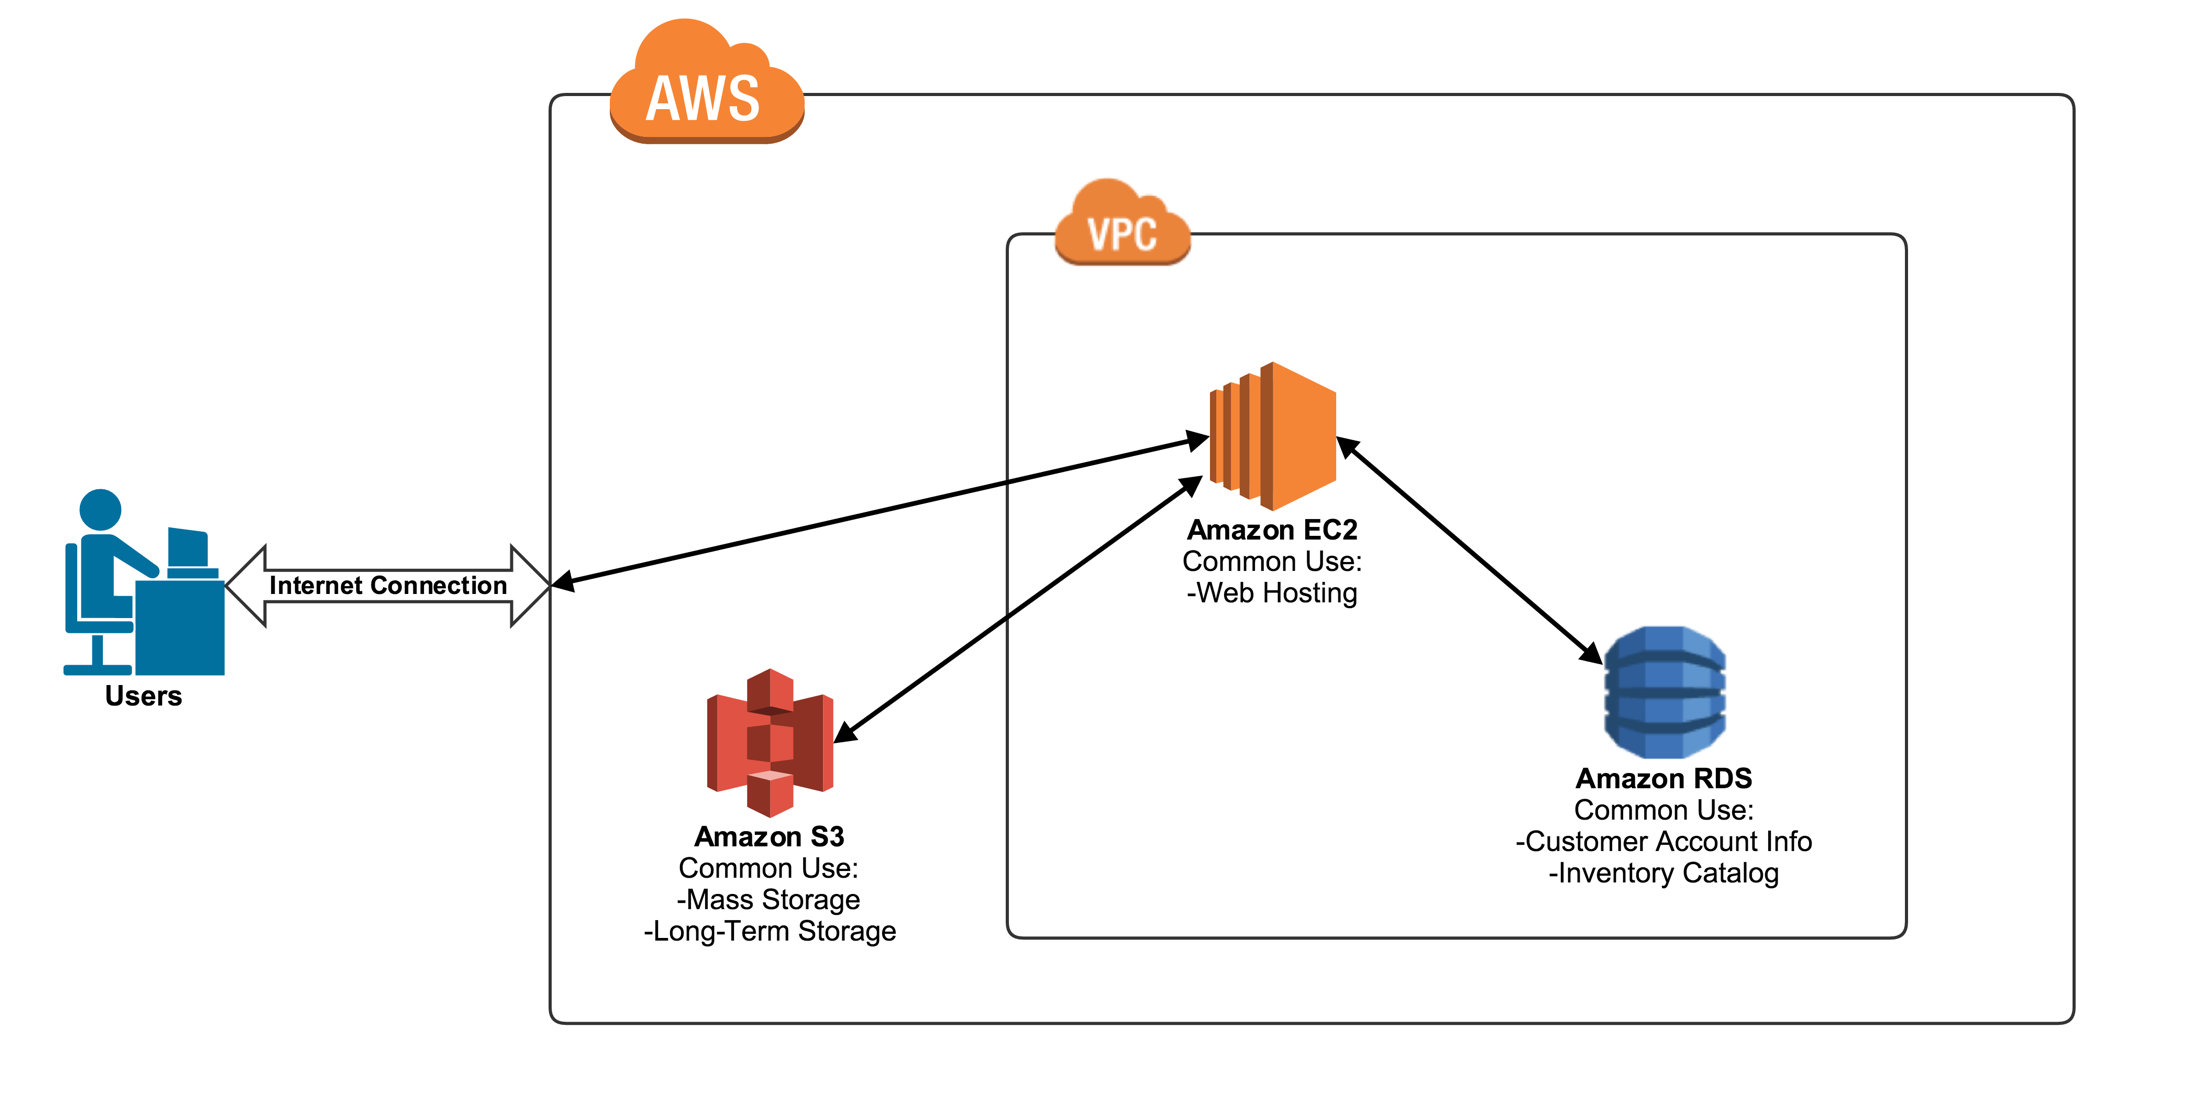 AWS
VPC
Amazon EC2
Common Use:
-Web Hosting
Internet Connection
Users
Amazon S3
Common Use:
-Mass Storage
-Long-Term Storage
Amazon RDS
Common Use:
-Customer Account Info
-Inventory Catalog